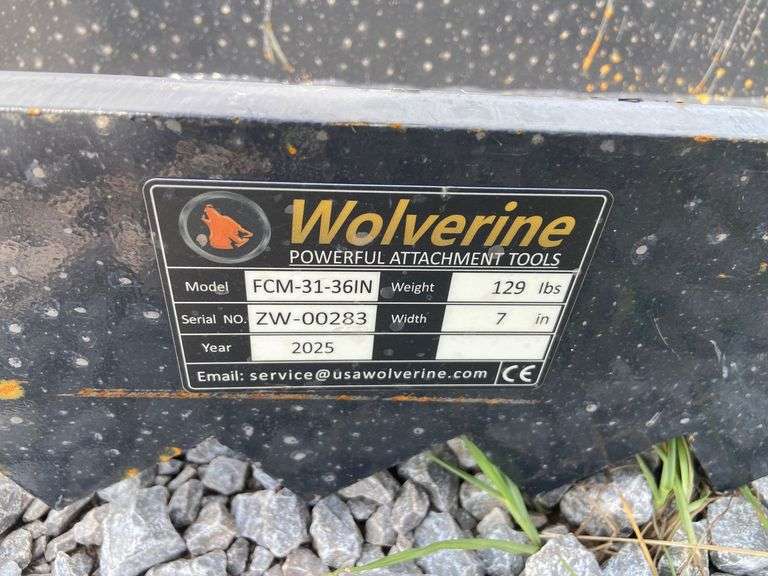 Wolverine
POWERFUL ATTACHMENT TOOLS
Model FCM-31-36IN Weight 129 lbs
Serial NO. ZW-00283 Width 7 in
Year 2025
Email: service@usawolverine.com CE